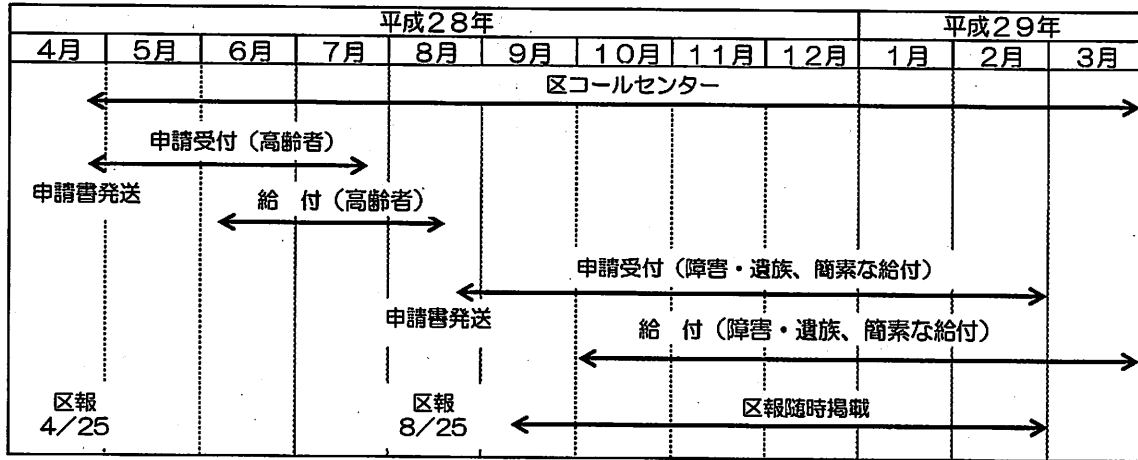 平成28年 平成29年
4月 5月 6月 7月 8月 9月 10月 11月 12月 1月 2月 3月
区コールセンター
申請受付（高齢者）
申請書発送
給　付（高齢者）
申請受付（障害・遺族、簡素な給付）
申請書発送
給　付（障害・遺族、簡素な給付）
区報 区報 区報随時掲載
4／25 8／25